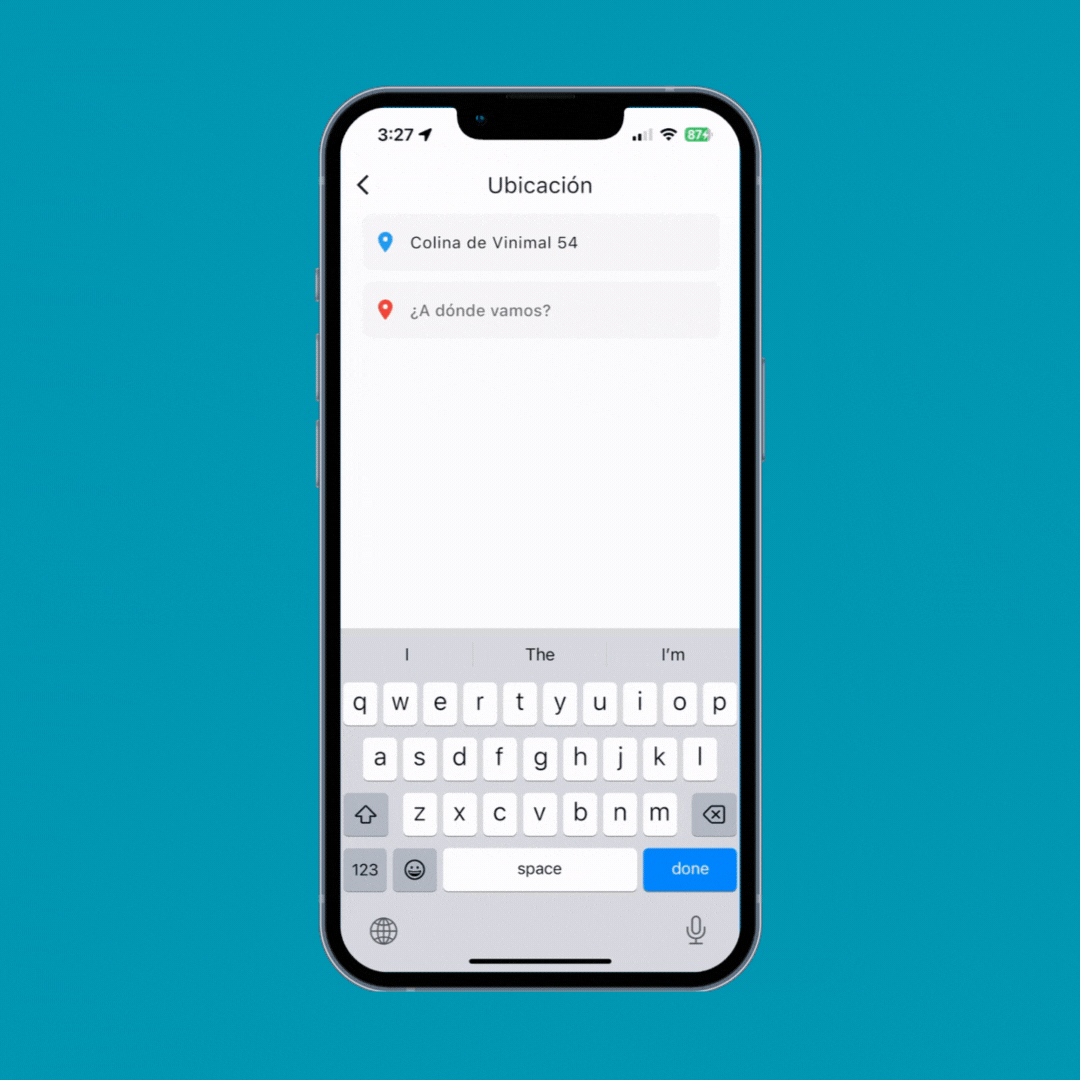 3:27
87
Ubicación
Colina de Vinimal 54
¿A dónde vamos?
I The I'm
q w e r t y u i o p
a s d f g h j k l
z x c v b n m
123 space done